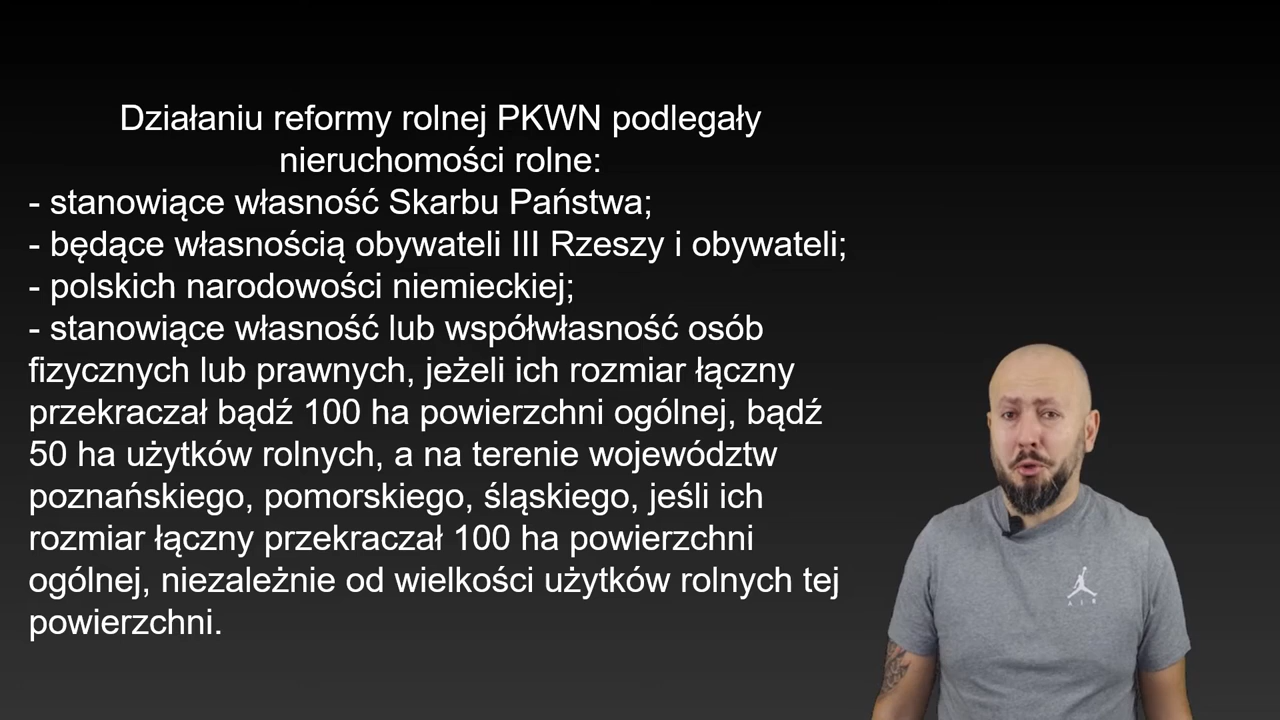 Działaniu reformy rolnej PKWN podlegały
nieruchomości rolne:
- stanowiące własność Skarbu Państwa;
- będące własnością obywateli III Rzeszy i obywateli;
- polskich narodowości niemieckiej;
- stanowiące własność lub współwłasność osób
fizycznych lub prawnych, jeżeli ich rozmiar łączny
przekraczał bądź 100 ha powierzchni ogólnej, bądź
50 ha użytków rolnych, a na terenie województw
poznańskiego, pomorskiego, śląskiego, jeśli ich
rozmiar łączny przekraczał 100 ha powierzchni
ogólnej, niezależnie od wielkości użytków rolnych tej
powierzchni.
AIR